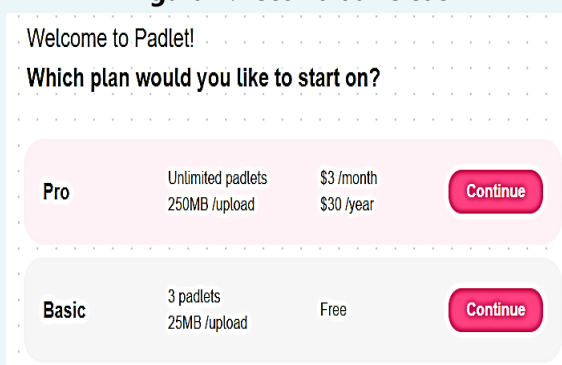 Welcome to Padlet!
Which plan would you like to start on?
Pro
Unlimited padlets
250MB /upload
$3 /month
$30 /year
Continue
Basic
3 padlets
25MB /upload
Free
Continue